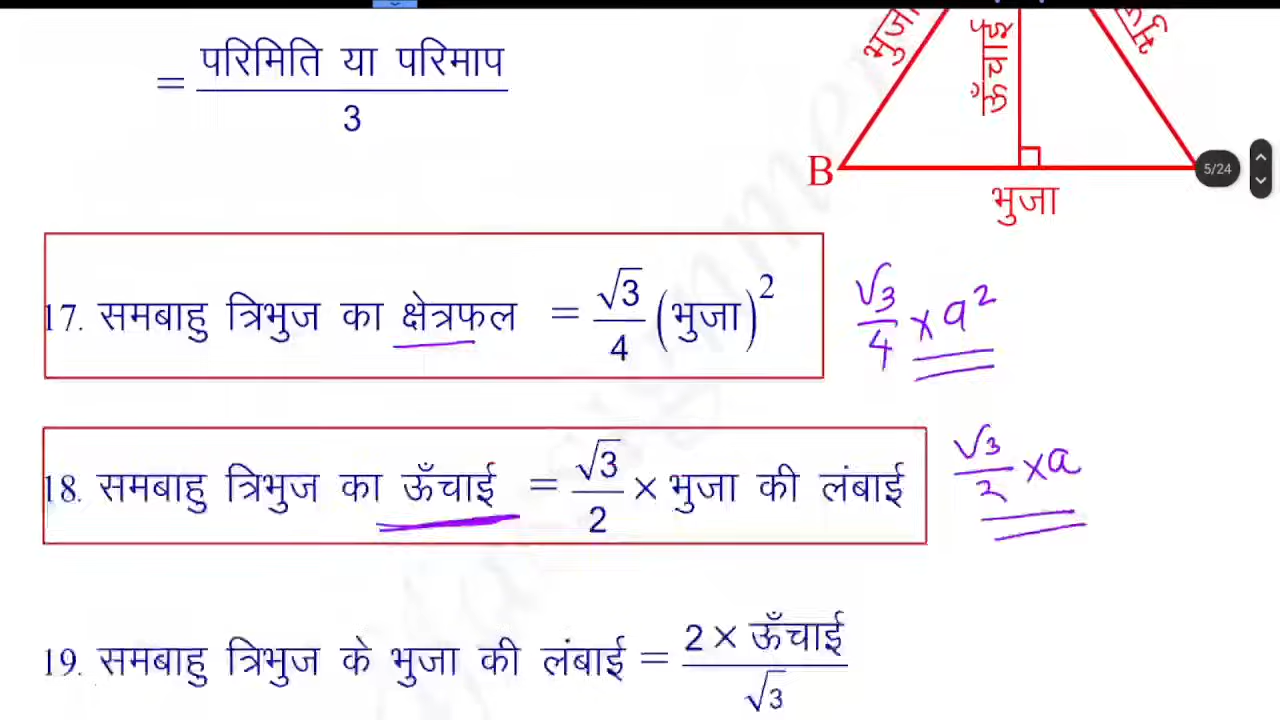 = परिमिति या परिमाप / 3
भुजा
ऊँचाई
B
भुजा
5/24
17. समबाहु त्रिभुज का क्षेत्रफल = √3/4 (भुजा)²
√3/4 × a²
18. समबाहु त्रिभुज का ऊँचाई = √3/2 × भुजा की लंबाई
√3/2 × a
19. समबाहु त्रिभुज के भुजा की लंबाई = 2 × ऊँचाई / √3